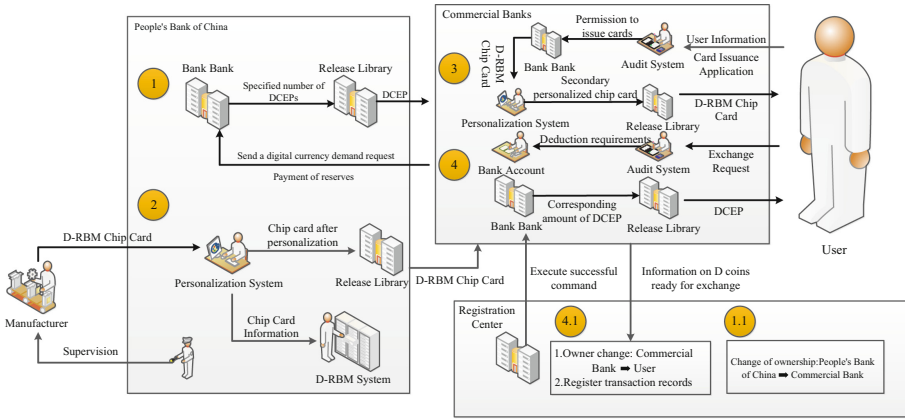 People's Bank of China
1
Bank Bank
Specified number of
DCEPs
Release Library
DCEP
Send a digital currency demand request
Payment of reserves
2
D-RBM Chip Card
Manufacturer
Supervision
Personalization System
Chip card after
personalization
Release Library
Chip Card
Information
D-RBM System
D-RBM Chip Card
Commercial Banks
3
Permission to
issue cards
Bank Bank
Audit System
User Information
Card Issuance
Application
D-RBM
Chip Card
Personalization System
Secondary
personalized chip card
Release Library
D-RBM Chip
Card
4
Bank Account
Deduction requirements
Audit System
Exchange
Request
Bank Bank
Corresponding
amount of DCEP
Release Library
DCEP
User
Execute successful
command
Information on D coins
ready for exchange
Registration
Center
4.1
1.Owner change: Commercial
Bank ➡ User
2.Register transaction records
1.1
Change of ownership:People's Bank
of China ➡ Commercial Bank